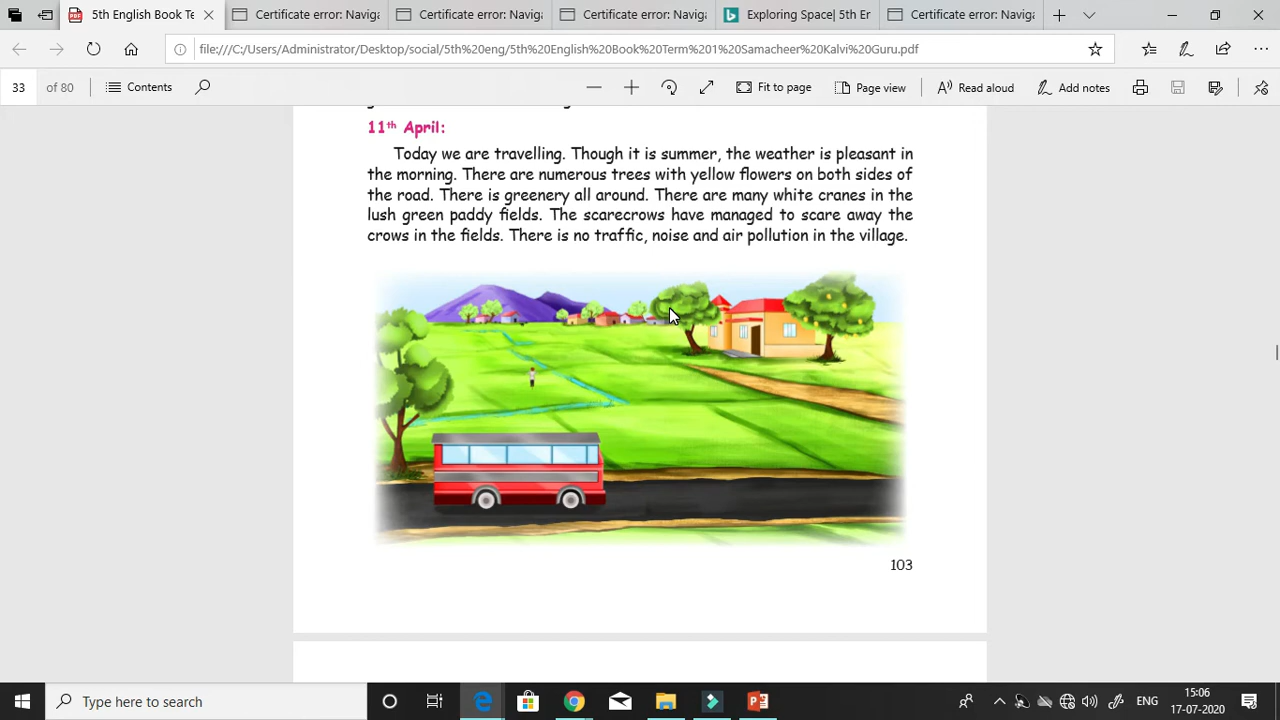 5th English Book Te
Certificate error: Naviga
Certificate error: Naviga
Certificate error: Naviga
Exploring Space| 5th Er
Certificate error: Naviga
file:///C:/Users/Administrator/Desktop/social/5th%20eng/5th%20English%20Book%20Term%201%20Samacheer%20Kalvi%20Guru.pdf
33 of 80
Contents
Fit to page
Page view
Read aloud
Add notes
11th April:
Today we are travelling. Though it is summer, the weather is pleasant in
the morning. There are numerous trees with yellow flowers on both sides of
the road. There is greenery all around. There are many white cranes in the
lush green paddy fields. The scarecrows have managed to scare away the
crows in the fields. There is no traffic, noise and air pollution in the village.
103
Type here to search
ENG
15:06
17-07-2020